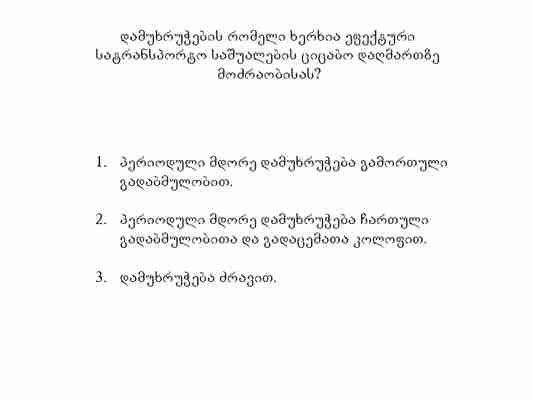 დამუხრუჭების რომელი ხერხია ეფექტური
სატრანსპორტო საშუალების ციცაბო დაღმართზე
მოძრაობისას?
1. პერიოდული მდორე დამუხრუჭება გამორთული
გადაბმულობით.
2. პერიოდული მდორე დამუხრუჭება ჩართული
გადაბმულობითა და გადაცემათა კოლოფით.
3. დამუხრუჭება ძრავით.